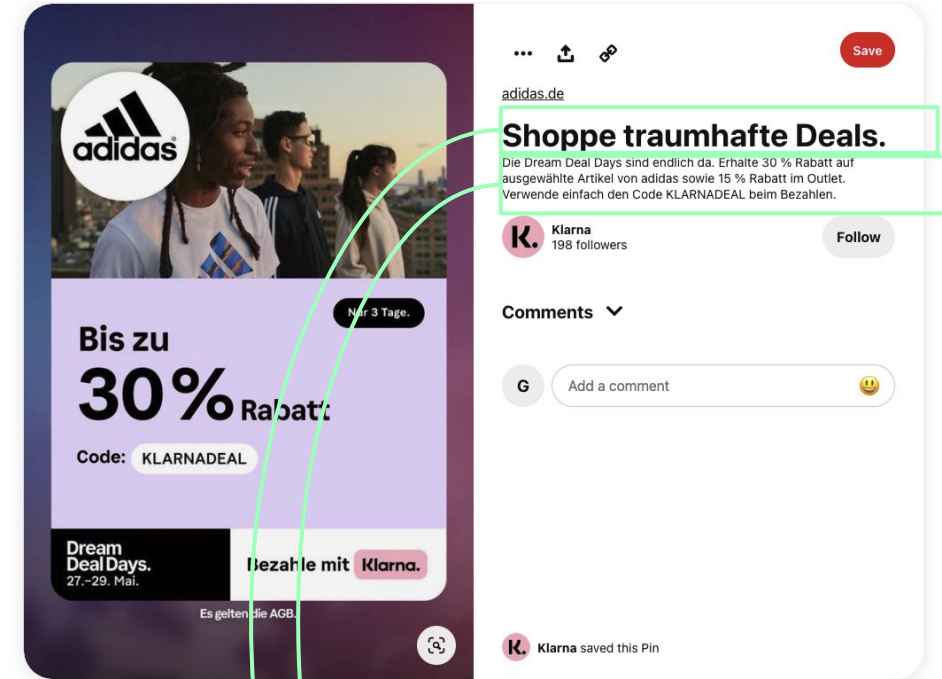 adidas
Nur 3 Tage.
Bis zu
30% Rabatt
Code: KLARNADEAL
Dream
Deal Days.
27.–29. Mai.
Bezahle mit Klarna.
Es gelten die AGB.
Save
adidas.de
Shoppe traumhafte Deals.
Die Dream Deal Days sind endlich da. Erhalte 30 % Rabatt auf
ausgewählte Artikel von adidas sowie 15 % Rabatt im Outlet.
Verwende einfach den Code KLARNADEAL beim Bezahlen.
K.
Klarna
198 followers
Follow
Comments
G
Add a comment
K.
Klarna saved this Pin